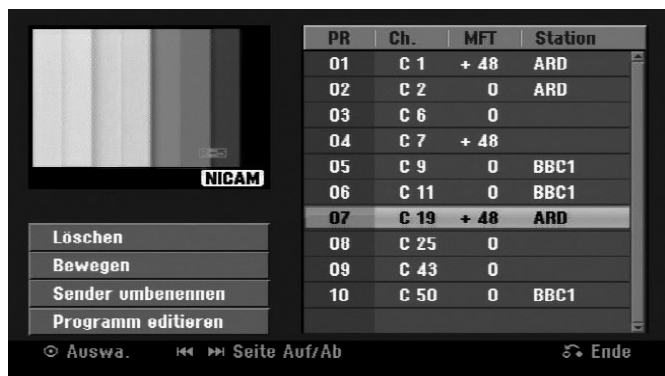 NICAM
Löschen
Bewegen
Sender umbenennen
Programm editieren
PR Ch. MFT Station
01 C 1 + 48 ARD
02 C 2 0 ARD
03 C 6 0
04 C 7 + 48
05 C 9 0 BBC1
06 C 11 0 BBC1
07 C 19 + 48 ARD
08 C 25 0
09 C 43 0
10 C 50 0 BBC1
Auswa. Seite Auf/Ab Ende